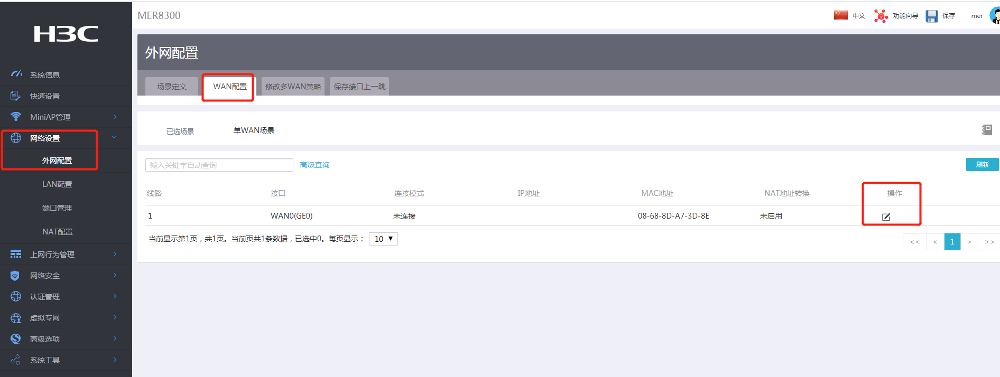 MER8300
中文
功能向导
保存
mer
H3C
系统信息
快速设置
MiniAP管理
网络设置
外网配置
LAN配置
端口管理
NAT配置
上网行为管理
网络安全
认证管理
虚拟专网
高级选项
系统工具
外网配置
场景定义
WAN配置
修改多WAN策略
保存接口上一跳
已选场景 单WAN场景
输入关键字自动查询 高级查询 刷新
线路 接口 连接模式 IP地址 MAC地址 NAT地址转换 操作
1 WAN0(GE0) 未连接 08-68-8D-A7-3D-8E 未启用
当前显示第1页，共1页。当前页共1条数据，已选中0。每页显示： 10
<< < 1 > >>